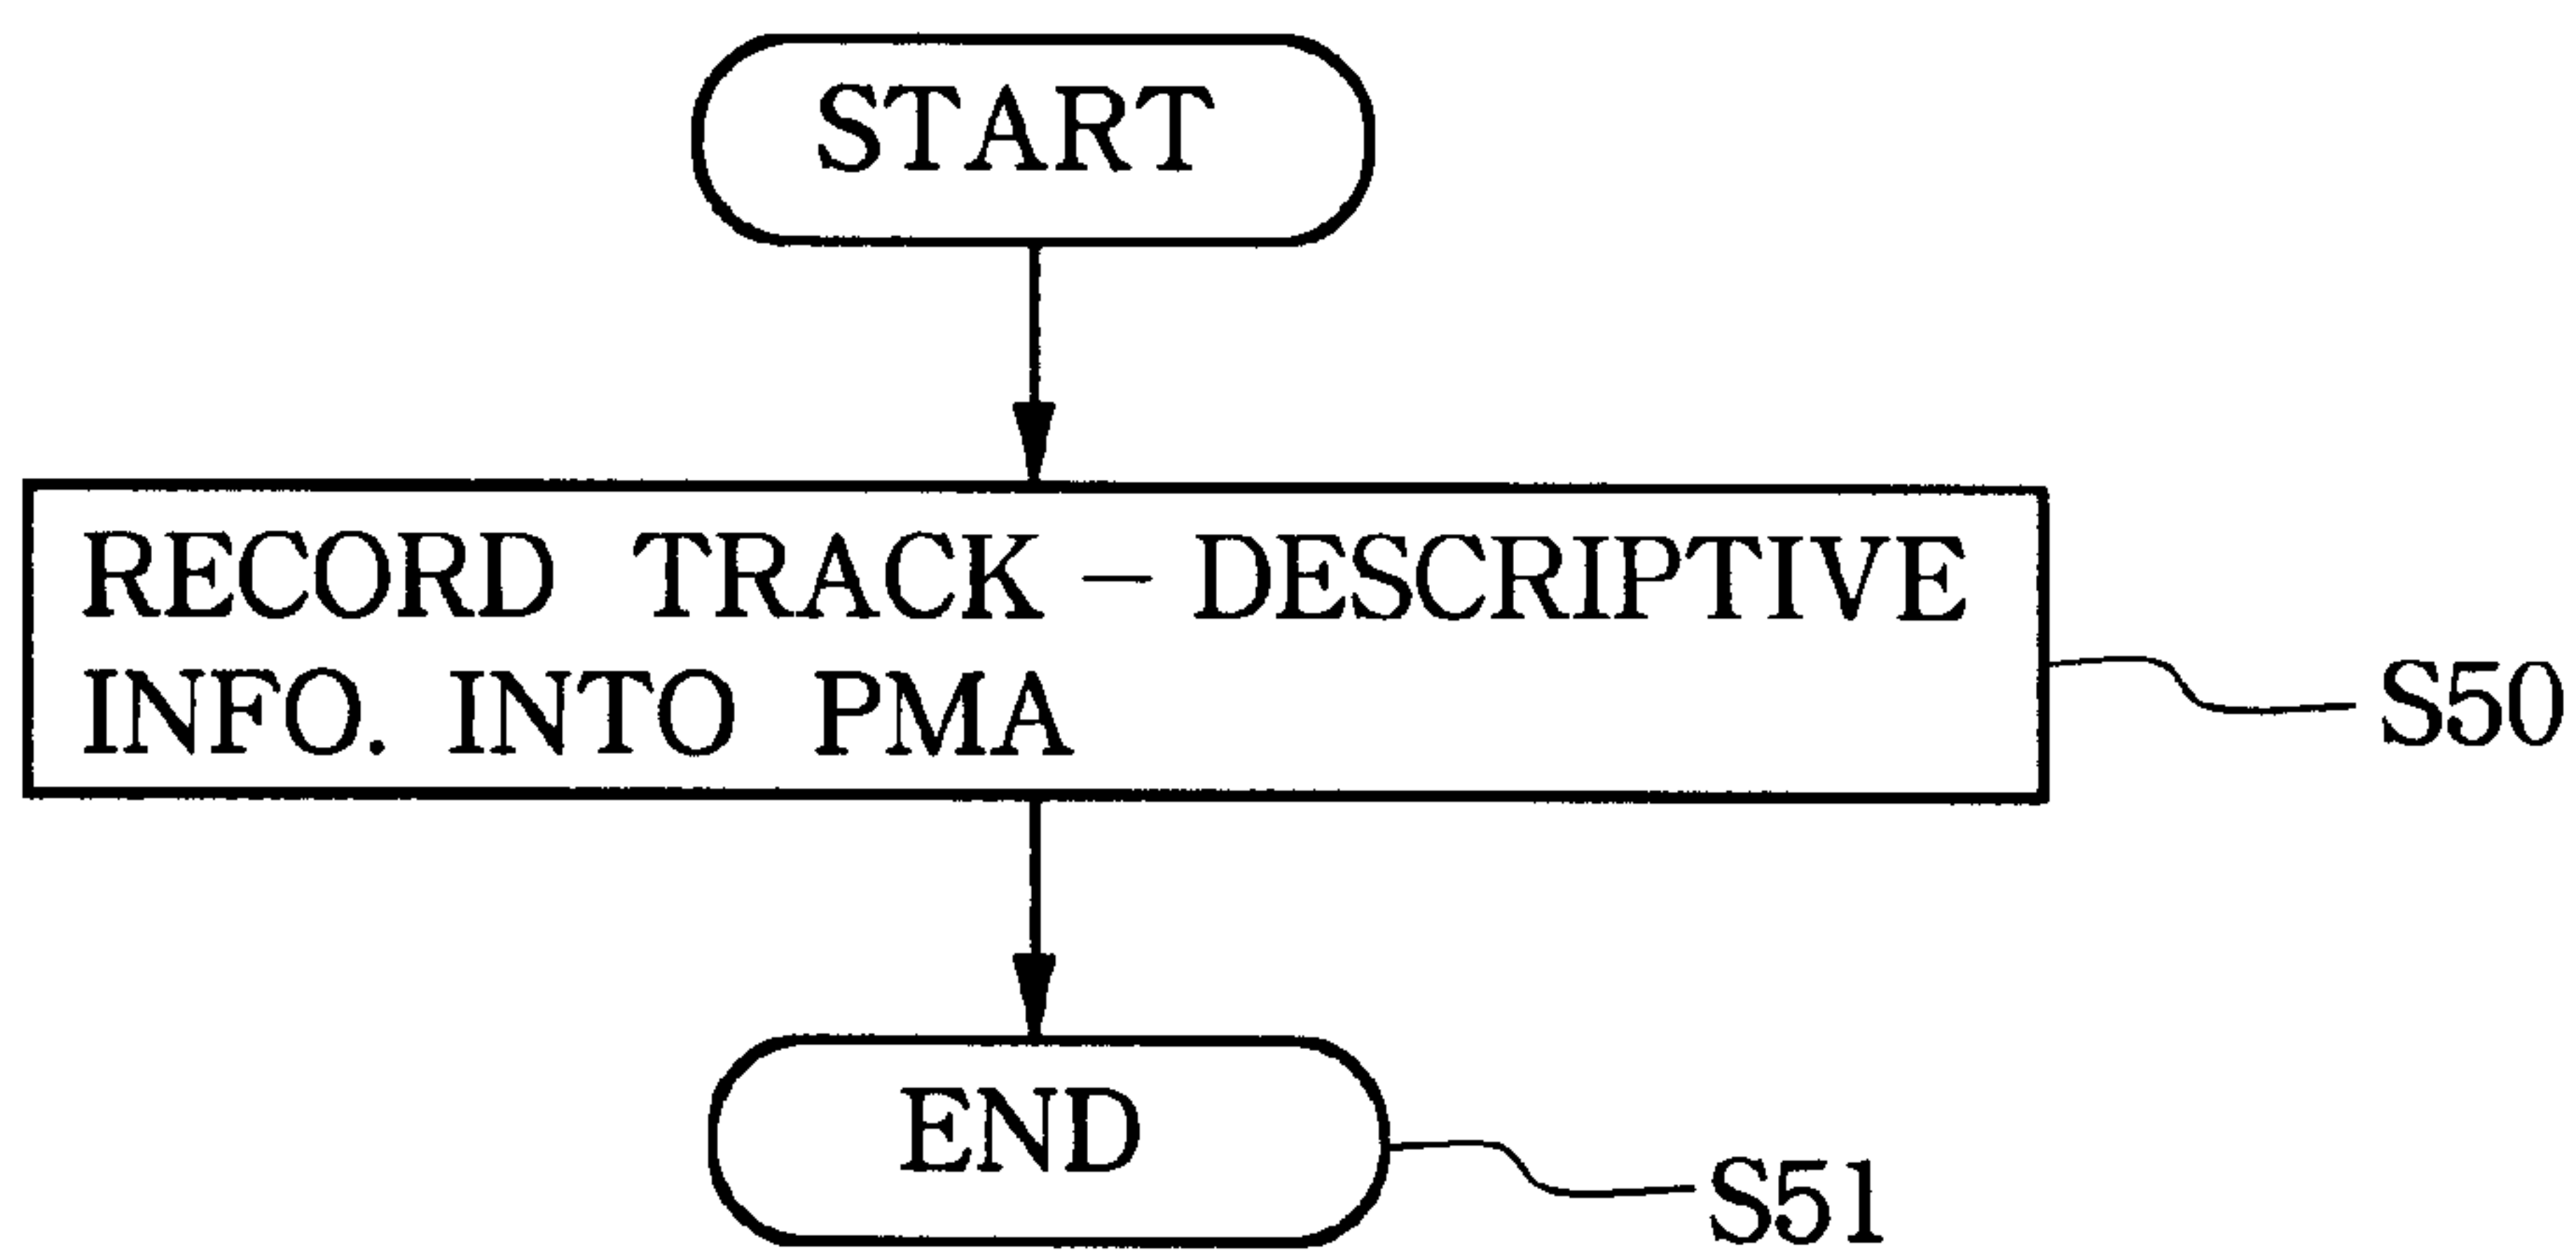 START
RECORD TRACK-DESCRIPTIVE
INFO. INTO PMA
S50
END
S51